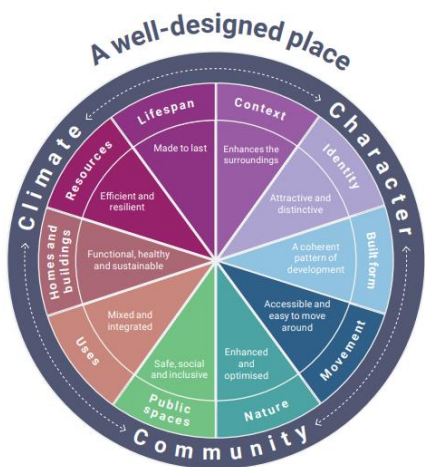 A well-designed place
Climate
Character
Community
Context
Enhances the
surroundings
Identity
Attractive and
distinctive
Built form
A coherent
pattern of
development
Movement
Accessible and
easy to move
around
Nature
Enhanced
and
optimised
Public
spaces
Safe, social
and inclusive
Uses
Mixed and
integrated
Homes and
buildings
Functional, healthy
and sustainable
Resources
Efficient and
resilient
Lifespan
Made to last